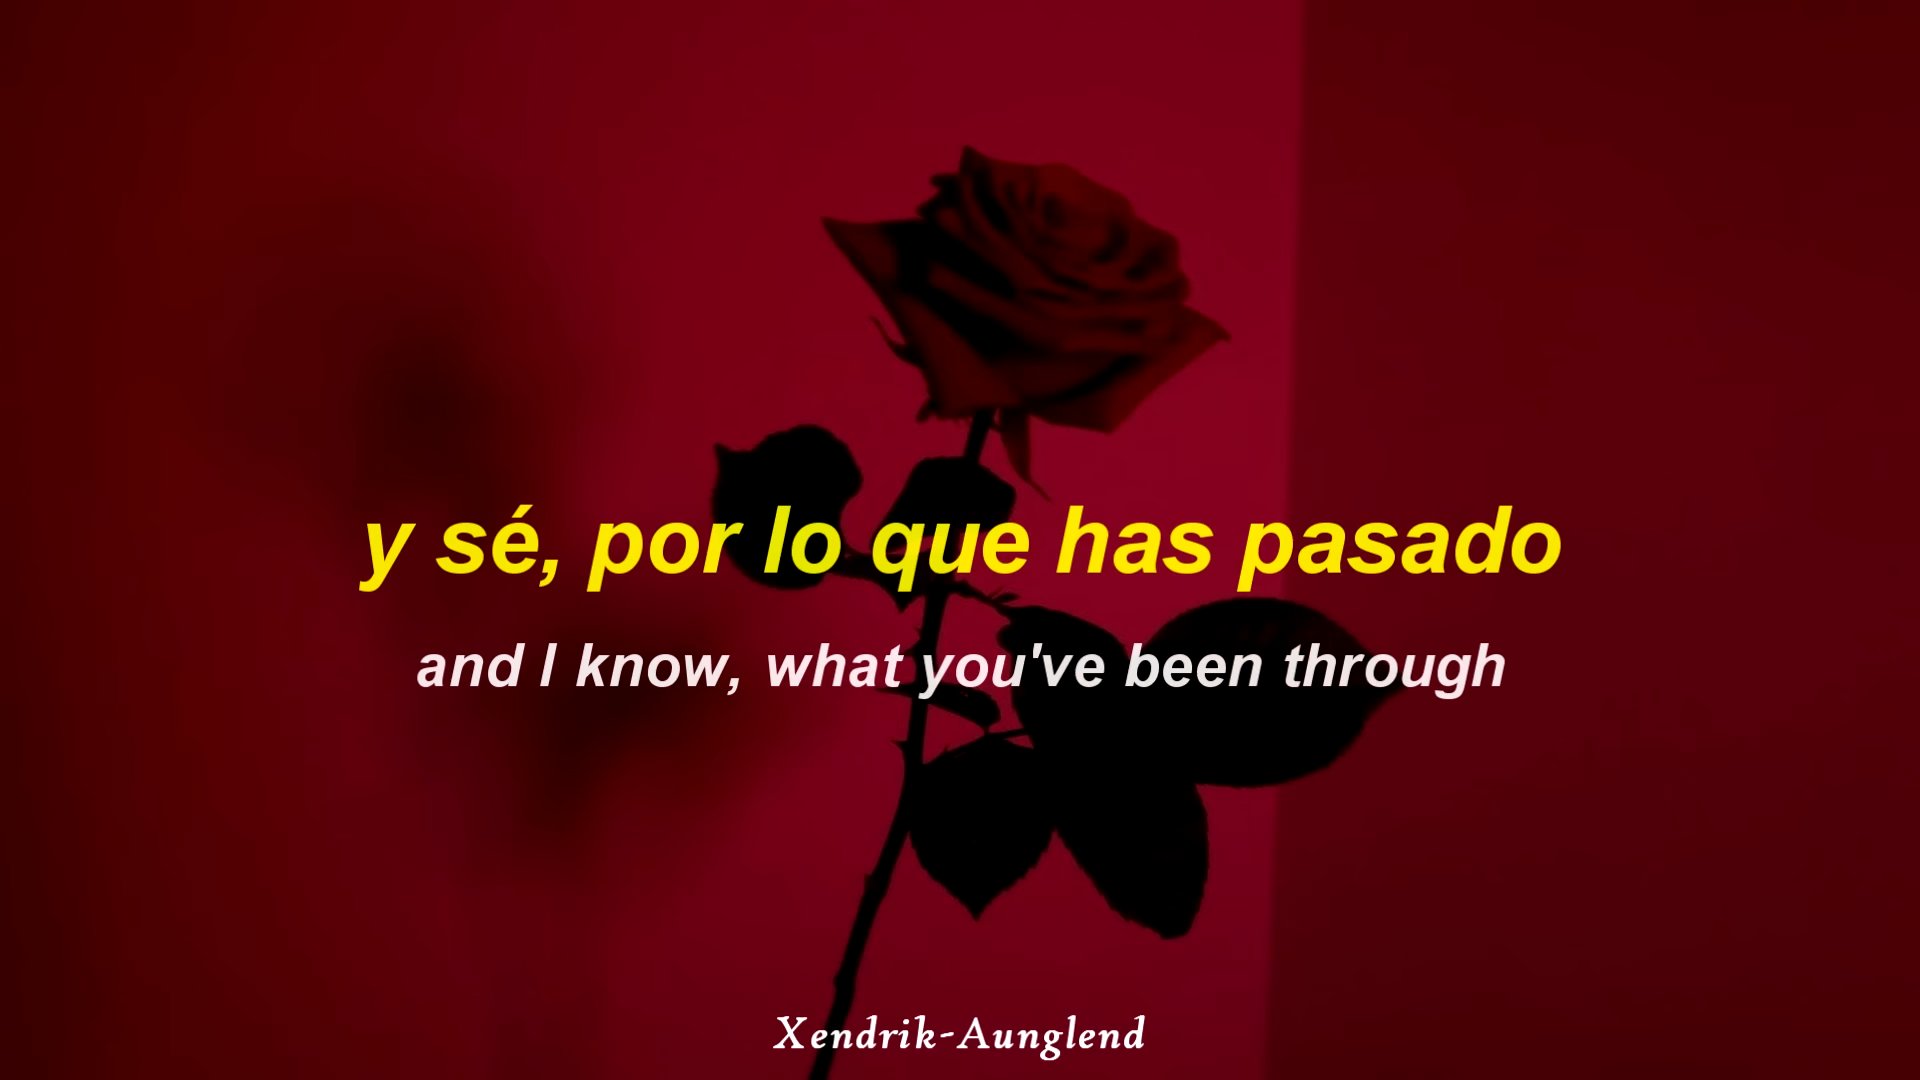 y sé, por lo que has pasado
and I know, what you've been through
Xendrik-Aunglend